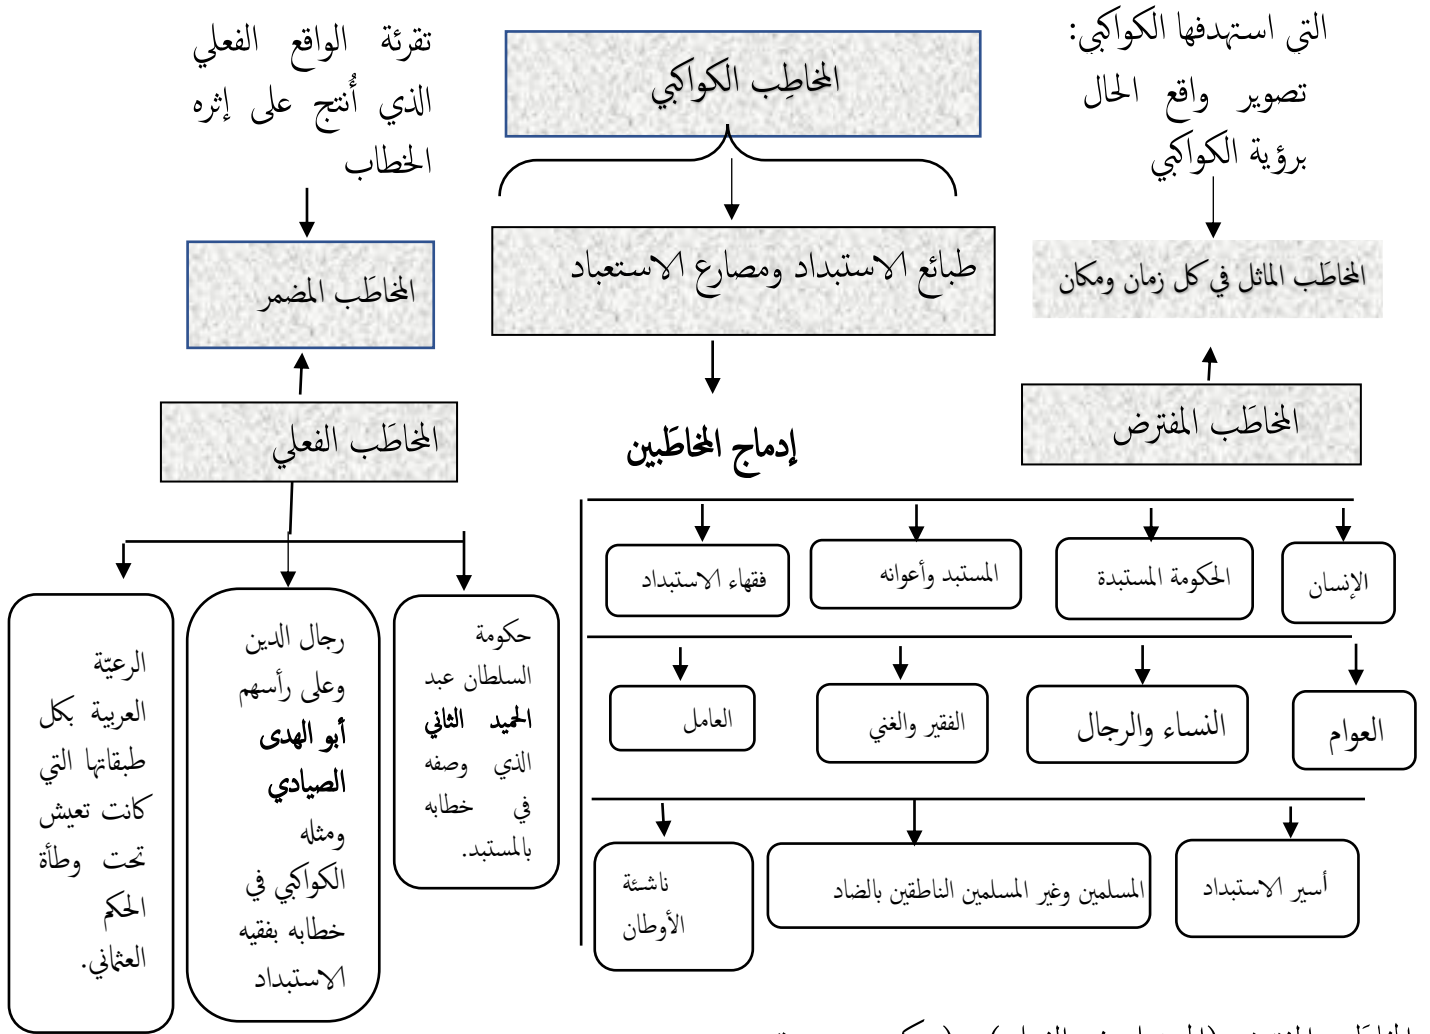 التي استهدفها الكواكبي:
تصوير واقع الحال
برؤية الكواكبي
المخاطِب الكواكبي
تقرئة الواقع الفعلي
الذي أُنتج على إثره
الخطاب
المخاطَب الماثل في كل زمان ومكان
طبائع الاستبداد ومصارع الاستعباد
المخاطَب المضمر
المخاطَب المفترض
إدماج المخاطَبين
المخاطَب الفعلي
الإنسان
الحكومة المستبدة
المستبد وأعوانه
فقهاء الاستبداد
العوام
النساء والرجال
الفقير والغني
العامل
أسير الاستبداد
المسلمين وغير المسلمين الناطقين بالضاد
ناشئة
الأوطان
حكومة
السلطان عبد
الحميد الثاني
الذي وصفه
في خطابه
بالمستبد.
رجال الدين
وعلى رأسهم
أبو الهدى
الصيادي
ومثله
الكواكبي في
خطابه بفقيه
الاستبداد
الرعيّة
العربية بكل
طبقاتها التي
كانت تعيش
تحت وطأة
الحكم
العثماني.